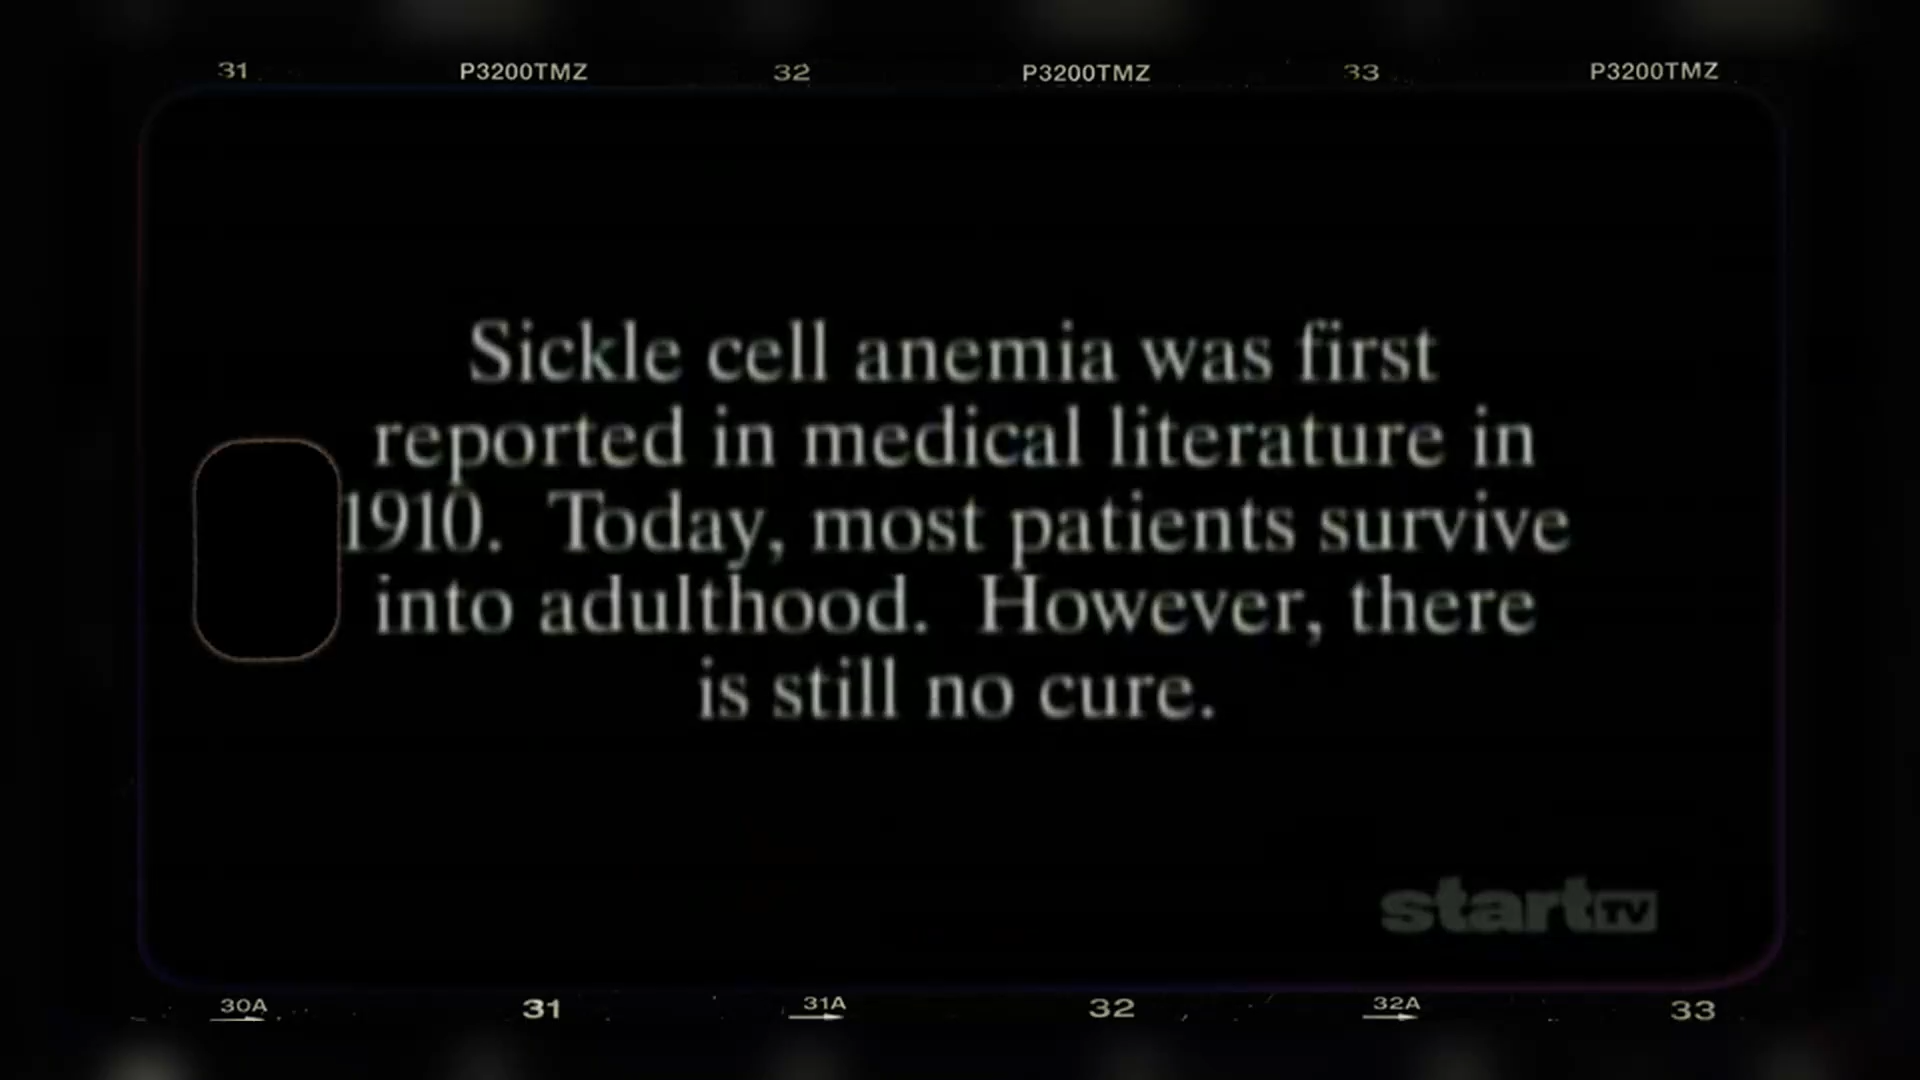 31 P3200TMZ 32 P3200TMZ 33 P3200TMZ
Sickle cell anemia was first
reported in medical literature in
1910.  Today, most patients survive
into adulthood.  However, there
is still no cure.
start TV
30A 31 31A 32 32A 33